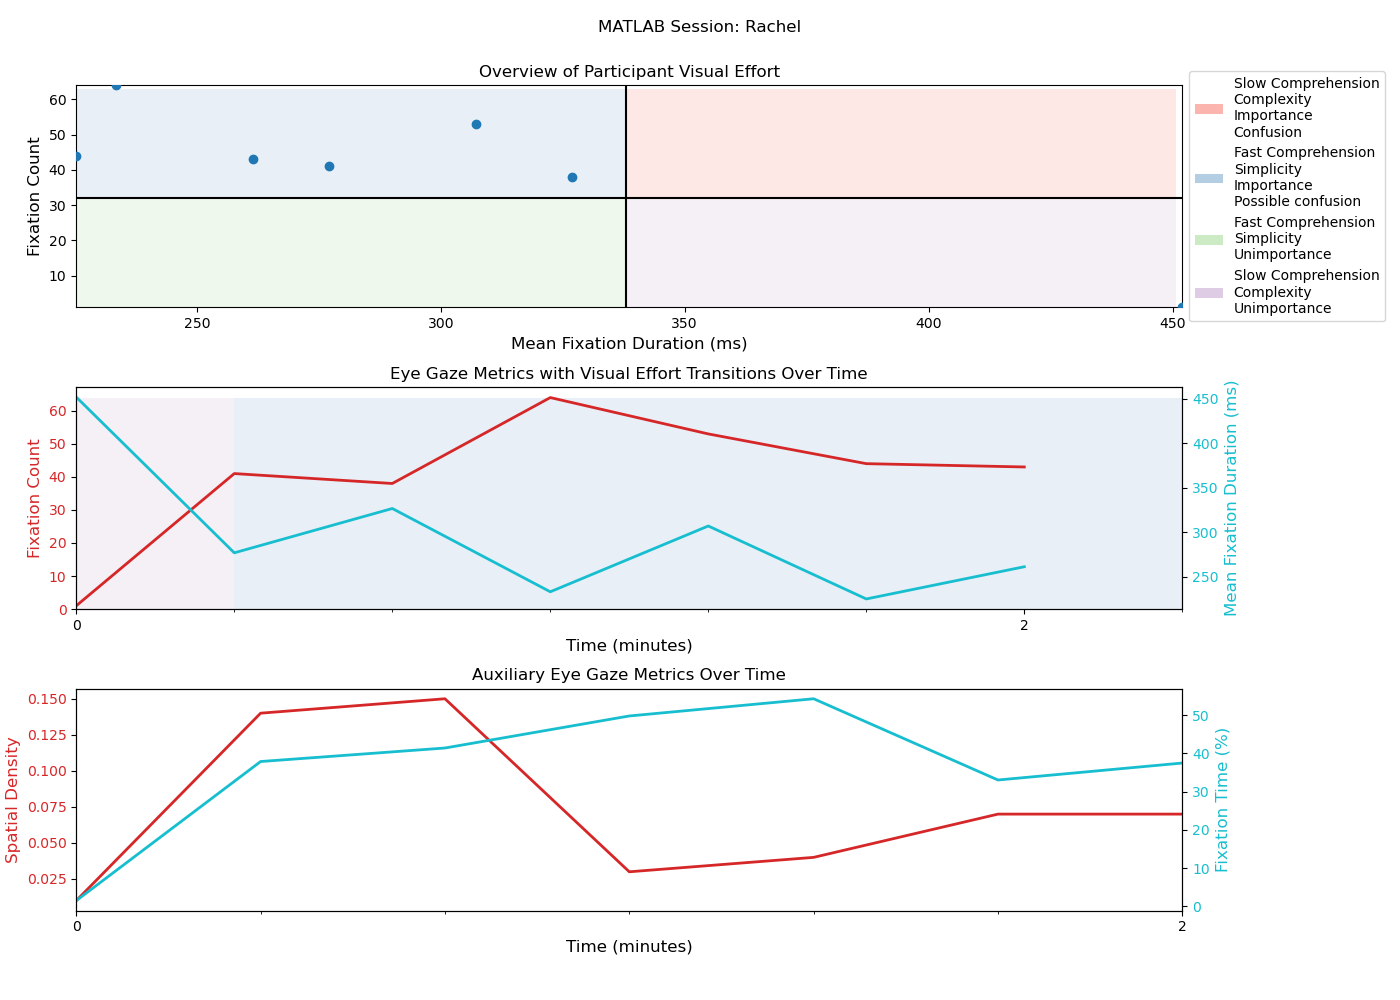 MATLAB Session: Rachel
Overview of Participant Visual Effort
60
50
40
30
20
10
Fixation Count
250
300
350
400
450
Mean Fixation Duration (ms)
Slow Comprehension
Complexity
Importance
Confusion
Fast Comprehension
Simplicity
Importance
Possible confusion
Fast Comprehension
Simplicity
Unimportance
Slow Comprehension
Complexity
Unimportance
Eye Gaze Metrics with Visual Effort Transitions Over Time
60
50
40
30
20
10
0
Fixation Count
450
400
350
300
250
Mean Fixation Duration (ms)
0
2
Time (minutes)
Auxiliary Eye Gaze Metrics Over Time
0.150
0.125
0.100
0.075
0.050
0.025
Spatial Density
50
40
30
20
10
0
Fixation Time (%)
0
2
Time (minutes)